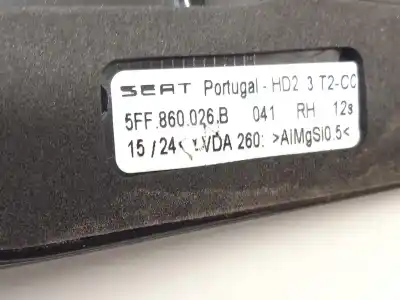 SEAT Portugal - HD2 3 T2-CC
5FF.860.026.B 041 RH 12s
15 / 24 VDA 260: >AlMgSi0.5<